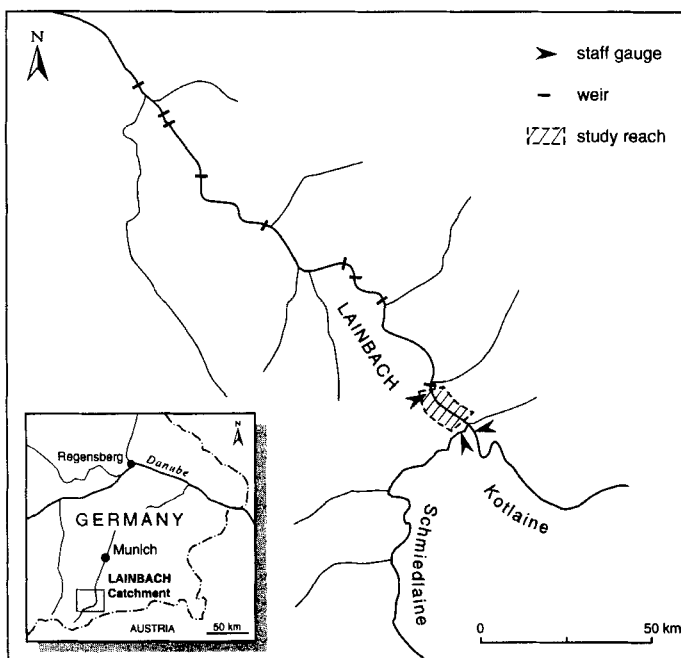 N
staff gauge
weir
study reach
LAINBACH
Kotlaine
Schmiedlaine
0 50 km
N
Regensberg
Danube
GERMANY
Munich
LAINBACH
Catchment
AUSTRIA
50 km